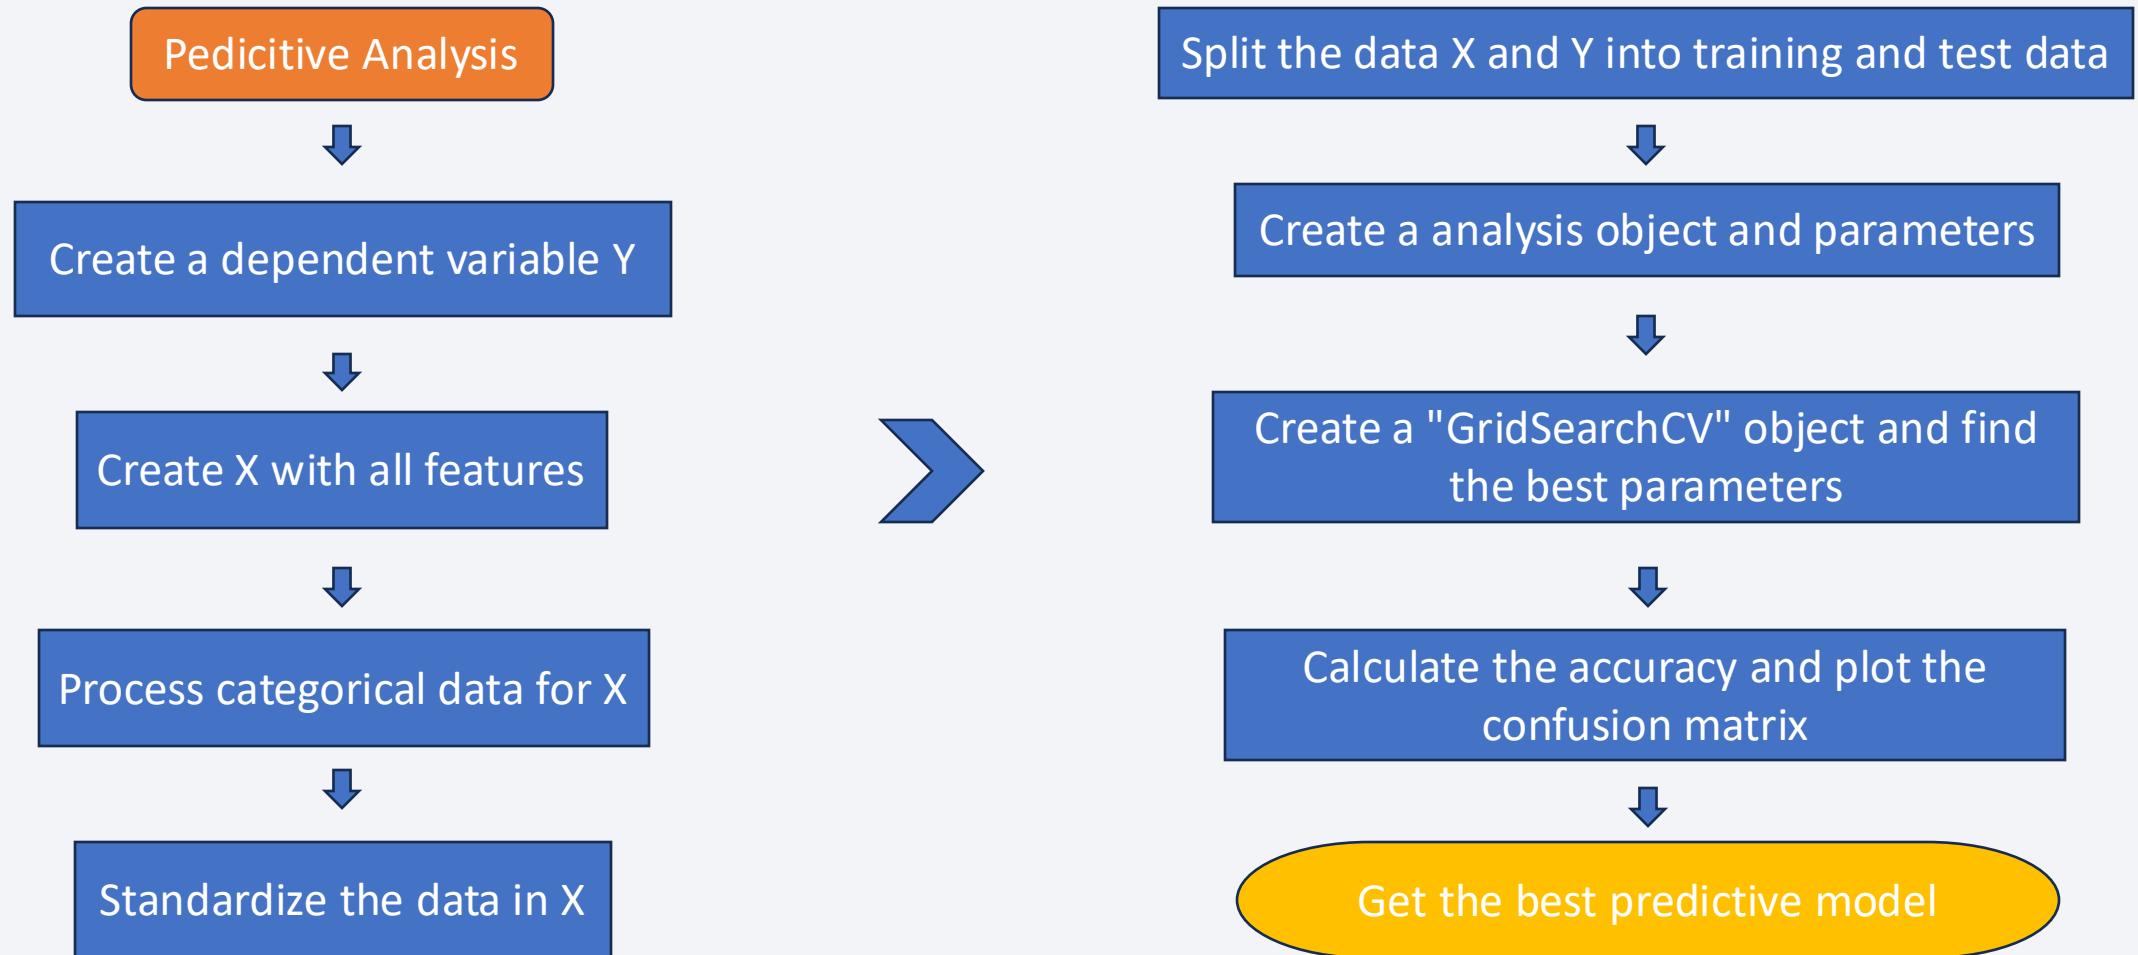 Pedicitive Analysis
Create a dependent variable Y
Create X with all features
Process categorical data for X
Standardize the data in X
Split the data X and Y into training and test data
Create a analysis object and parameters
Create a "GridSearchCV" object and find
the best parameters
Calculate the accuracy and plot the
confusion matrix
Get the best predictive model